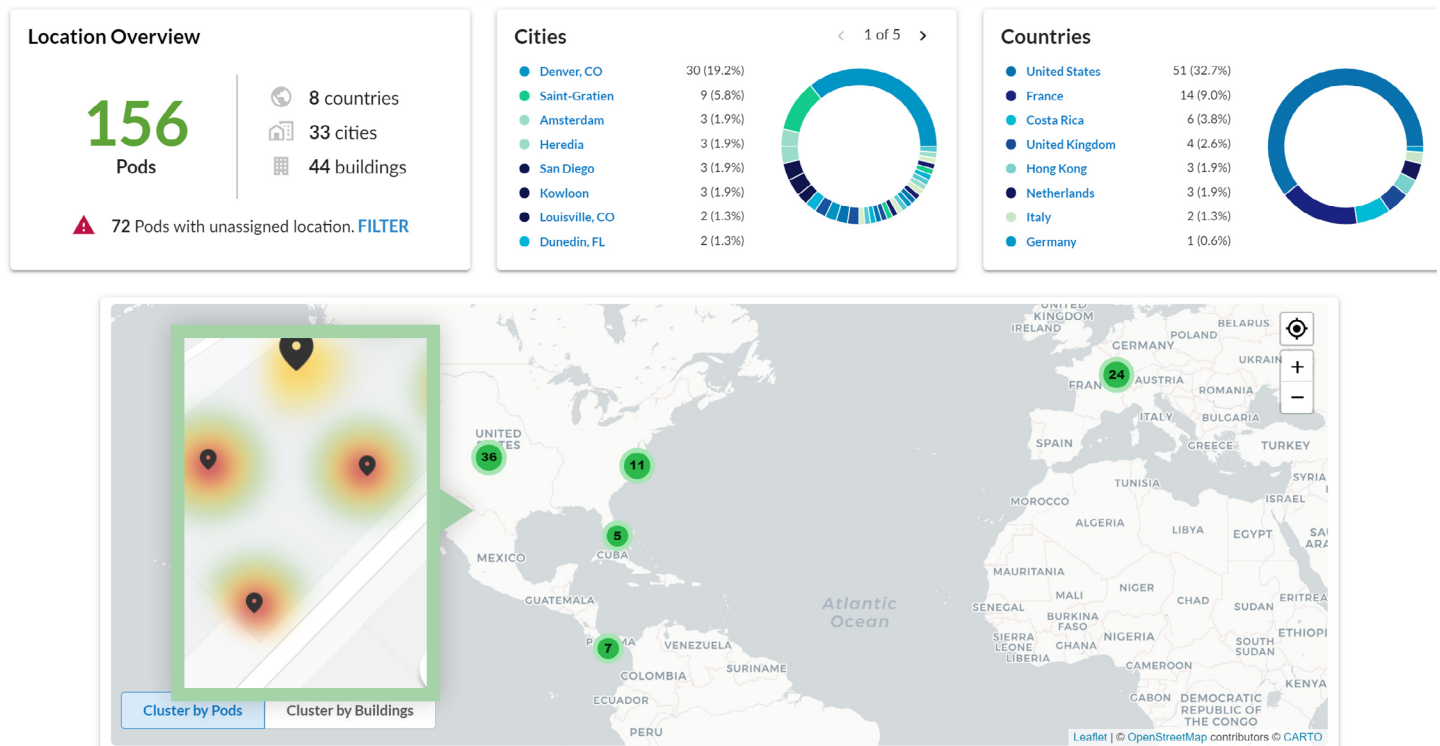 Location Overview
156
Pods
8 countries
33 cities
44 buildings
72 Pods with unassigned location. FILTER
Cities
1 of 5
Denver, CO 30 (19.2%)
Saint-Gratien 9 (5.8%)
Amsterdam 3 (1.9%)
Heredia 3 (1.9%)
San Diego 3 (1.9%)
Kowloon 3 (1.9%)
Louisville, CO 2 (1.3%)
Dunedin, FL 2 (1.3%)
Countries
United States 51 (32.7%)
France 14 (9.0%)
Costa Rica 6 (3.8%)
United Kingdom 4 (2.6%)
Hong Kong 3 (1.9%)
Netherlands 3 (1.9%)
Italy 2 (1.3%)
Germany 1 (0.6%)
UNITED
KINGDOM
IRELAND
BELARUS
POLAND
GERMANY
UKRAIN
24
FRAN
AUSTRIA
ROMANIA
ITALY
BULGARIA
SPAIN
GREECE
TURKEY
UNITED
TES
36
11
TUNISIA
SYRIA
ISRAEL
MOROCCO
ALGERIA
LIBYA
EGYPT
SAU
ARA
5
CUBA
MEXICO
MAURITANIA
NIGER
MALI
CHAD
SUDAN
ERITREA
GUATEMALA
Atlantic
Ocean
SENEGAL
BURKINA
FASO
SIERRA
LEONE
GHANA
NIGERIA
SOUTH
SUDAN
ETHIOPI
LIBERIA
P
MA
7
VENEZUELA
SURINAME
COLOMBIA
CAMEROON
KENYA
ECUADOR
GABON
DEMOCRATIC
REPUBLIC OF
THE CONGO
PERU
+
−
Cluster by Pods
Cluster by Buildings
Leaflet | © OpenStreetMap contributors © CARTO